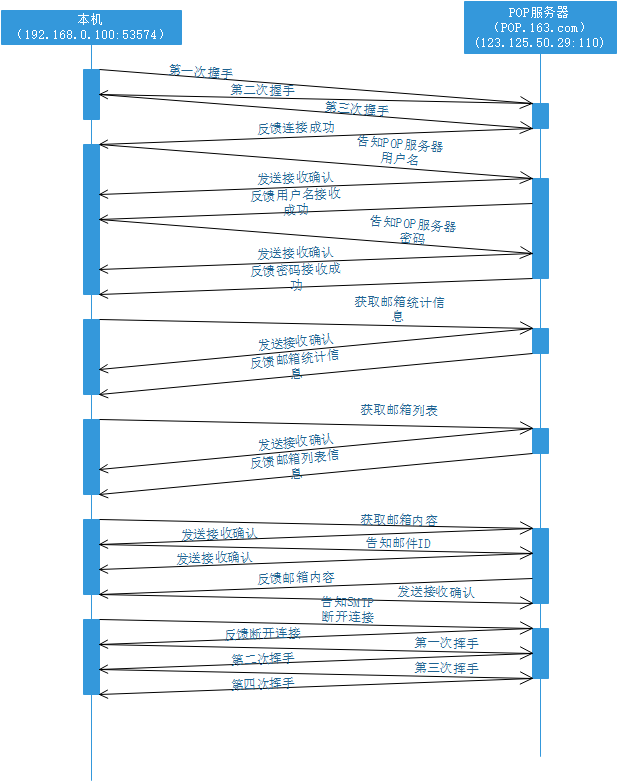 本机
（192.168.0.100:53574）
POP服务器
（POP.163.com）
(123.125.50.29:110)
第一次握手
第二次握手
第三次握手
反馈连接成功
告知POP服务器
用户名
发送接收确认
反馈用户名接收
成功
告知POP服务器
密码
发送接收确认
反馈密码接收成
功
获取邮箱统计信
息
发送接收确认
反馈邮箱统计信
息
获取邮箱列表
发送接收确认
反馈邮箱列表信
息
获取邮箱内容
发送接收确认
告知邮件ID
发送接收确认
反馈邮箱内容
发送接收确认
告知SMTP
断开连接
反馈断开连接
第一次挥手
第二次挥手
第三次挥手
第四次挥手